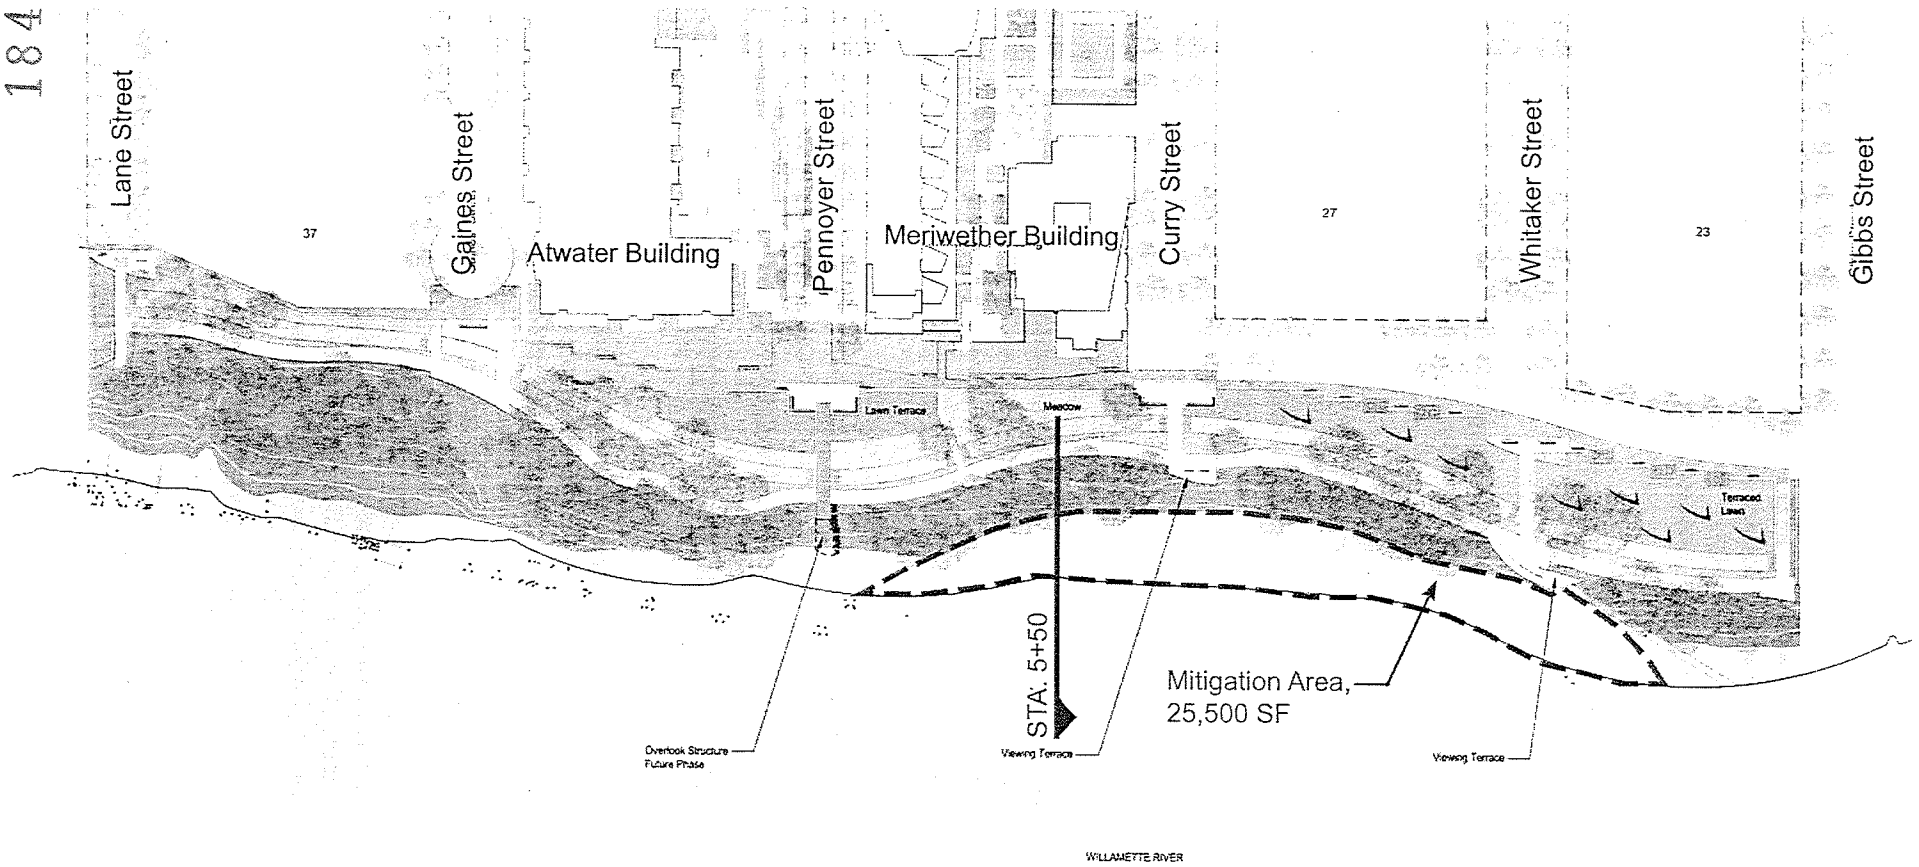 184
Lane Street
Gaines Street
Pennoyer Street
Curry Street
Whitaker Street
Gibbs Street
37
Atwater Building
Meriwether Building
27
23
Lawn Terrace
Meadow
Terraced
Lawn
STA. 5+50
Mitigation Area,
25,500 SF
Overlook Structure
Future Phase
Viewing Terrace
Viewing Terrace
WILLAMETTE RIVER